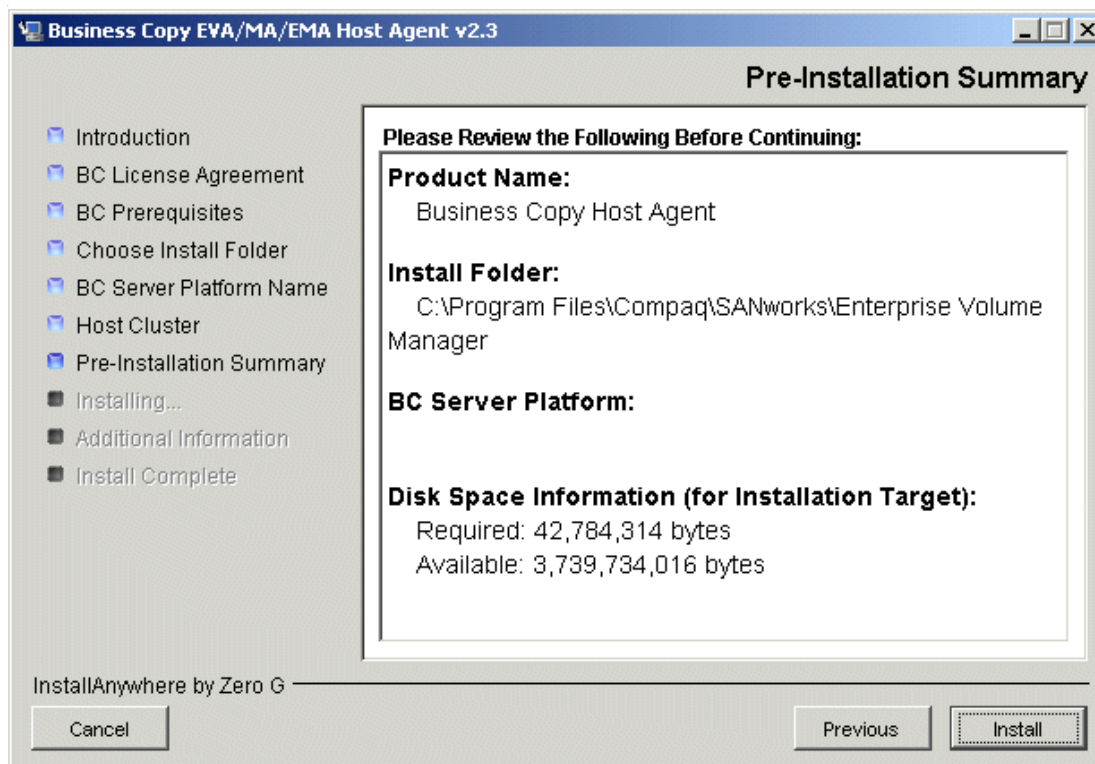 Business Copy EVA/MA/EMA Host Agent v2.3
Pre-Installation Summary
Introduction
BC License Agreement
BC Prerequisites
Choose Install Folder
BC Server Platform Name
Host Cluster
Pre-Installation Summary
Installing...
Additional Information
Install Complete
Please Review the Following Before Continuing:
Product Name:
Business Copy Host Agent
Install Folder:
C:\Program Files\Compaq\SANworks\Enterprise Volume
Manager
BC Server Platform:
Disk Space Information (for Installation Target):
Required: 42,784,314 bytes
Available: 3,739,734,016 bytes
InstallAnywhere by Zero G
Cancel
Previous
Install